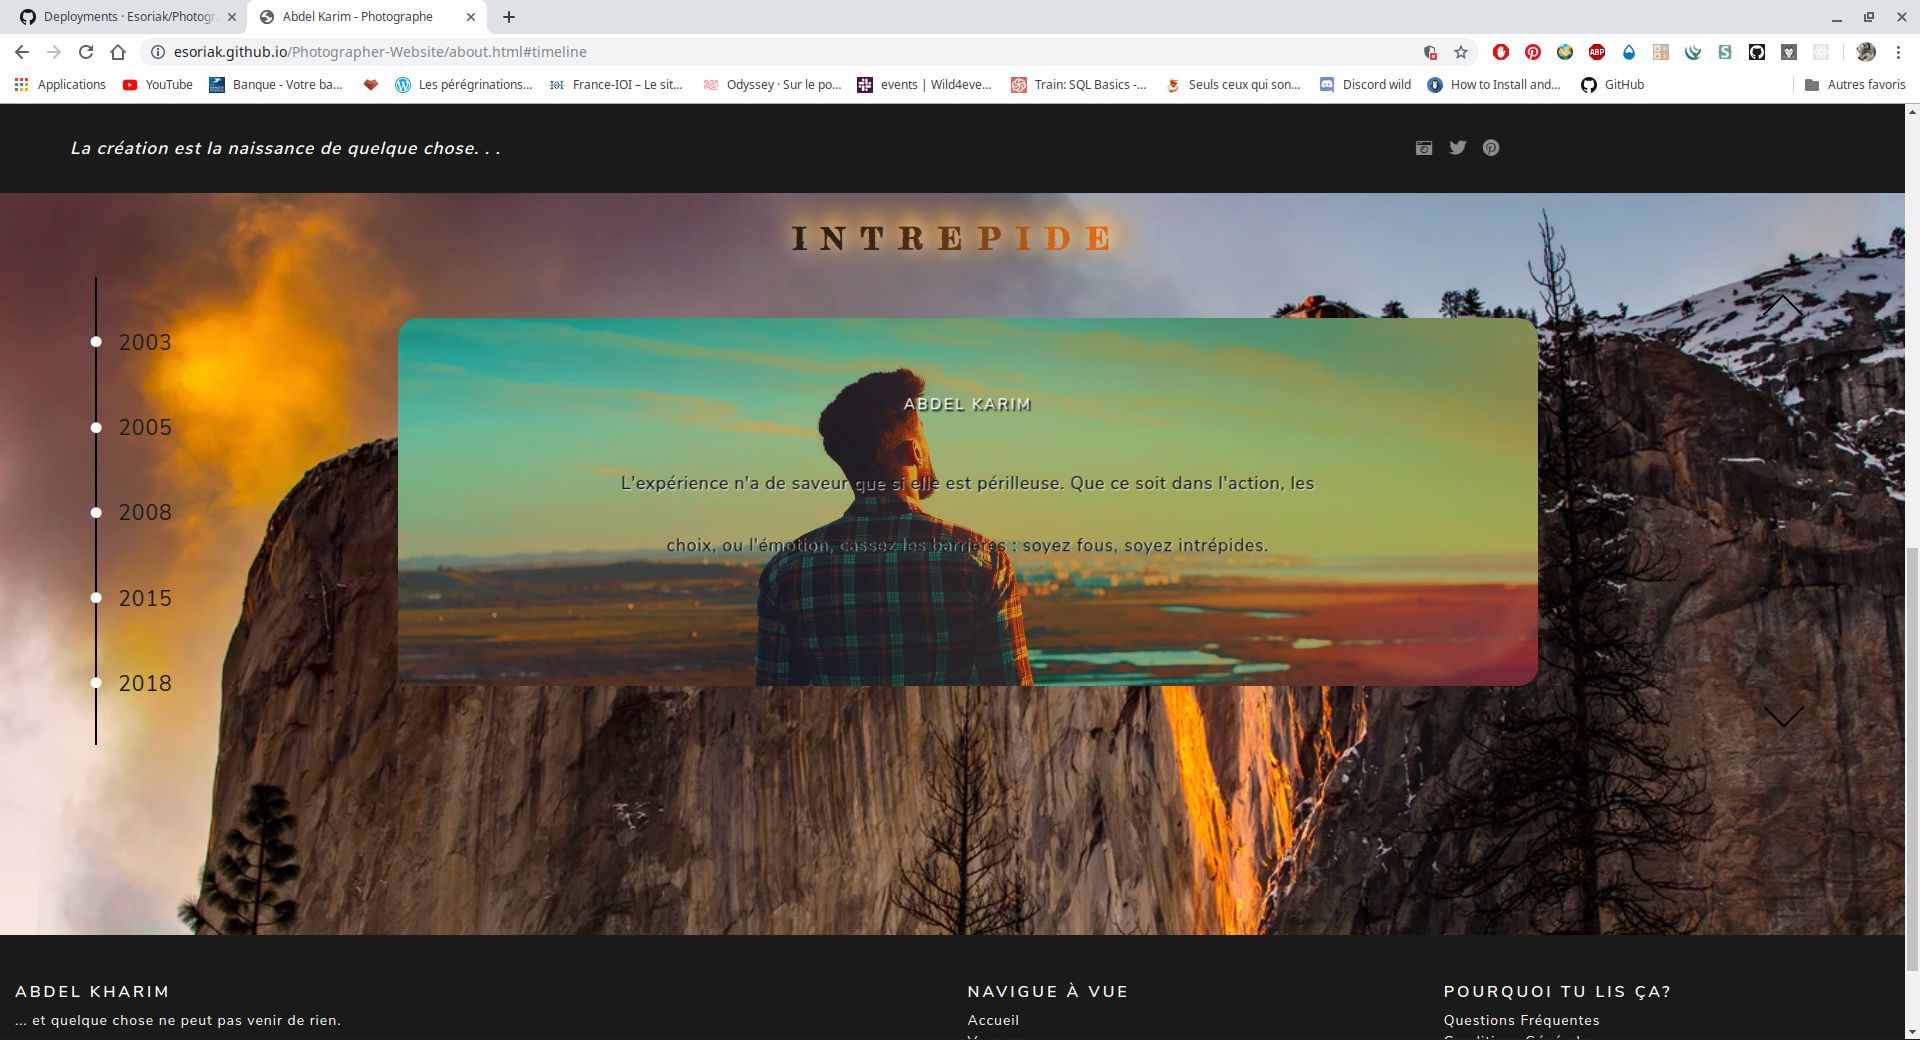 Deployments · Esoriak/Photogr
Abdel Karim - Photographe
esoriak.github.io/Photographer-Website/about.html#timeline
ABP
Applications
YouTube
Banque - Votre ba...
Les pérégrinations...
France-IOI – Le sit...
Odyssey · Sur le po...
events | Wild4eve...
Train: SQL Basics -...
Seuls ceux qui son...
Discord wild
How to Install and...
GitHub
Autres favoris
La création est la naissance de quelque chose. . .
INTREPIDE
2003
2005
2008
2015
2018
ABDEL KARIM
L'expérience n'a de saveur que si elle est périlleuse. Que ce soit dans l'action, les
choix, ou l'émotion, cassez les barrières : soyez fous, soyez intrépides.
ABDEL KHARIM
... et quelque chose ne peut pas venir de rien.
NAVIGUE À VUE
Accueil
POURQUOI TU LIS ÇA?
Questions Fréquentes